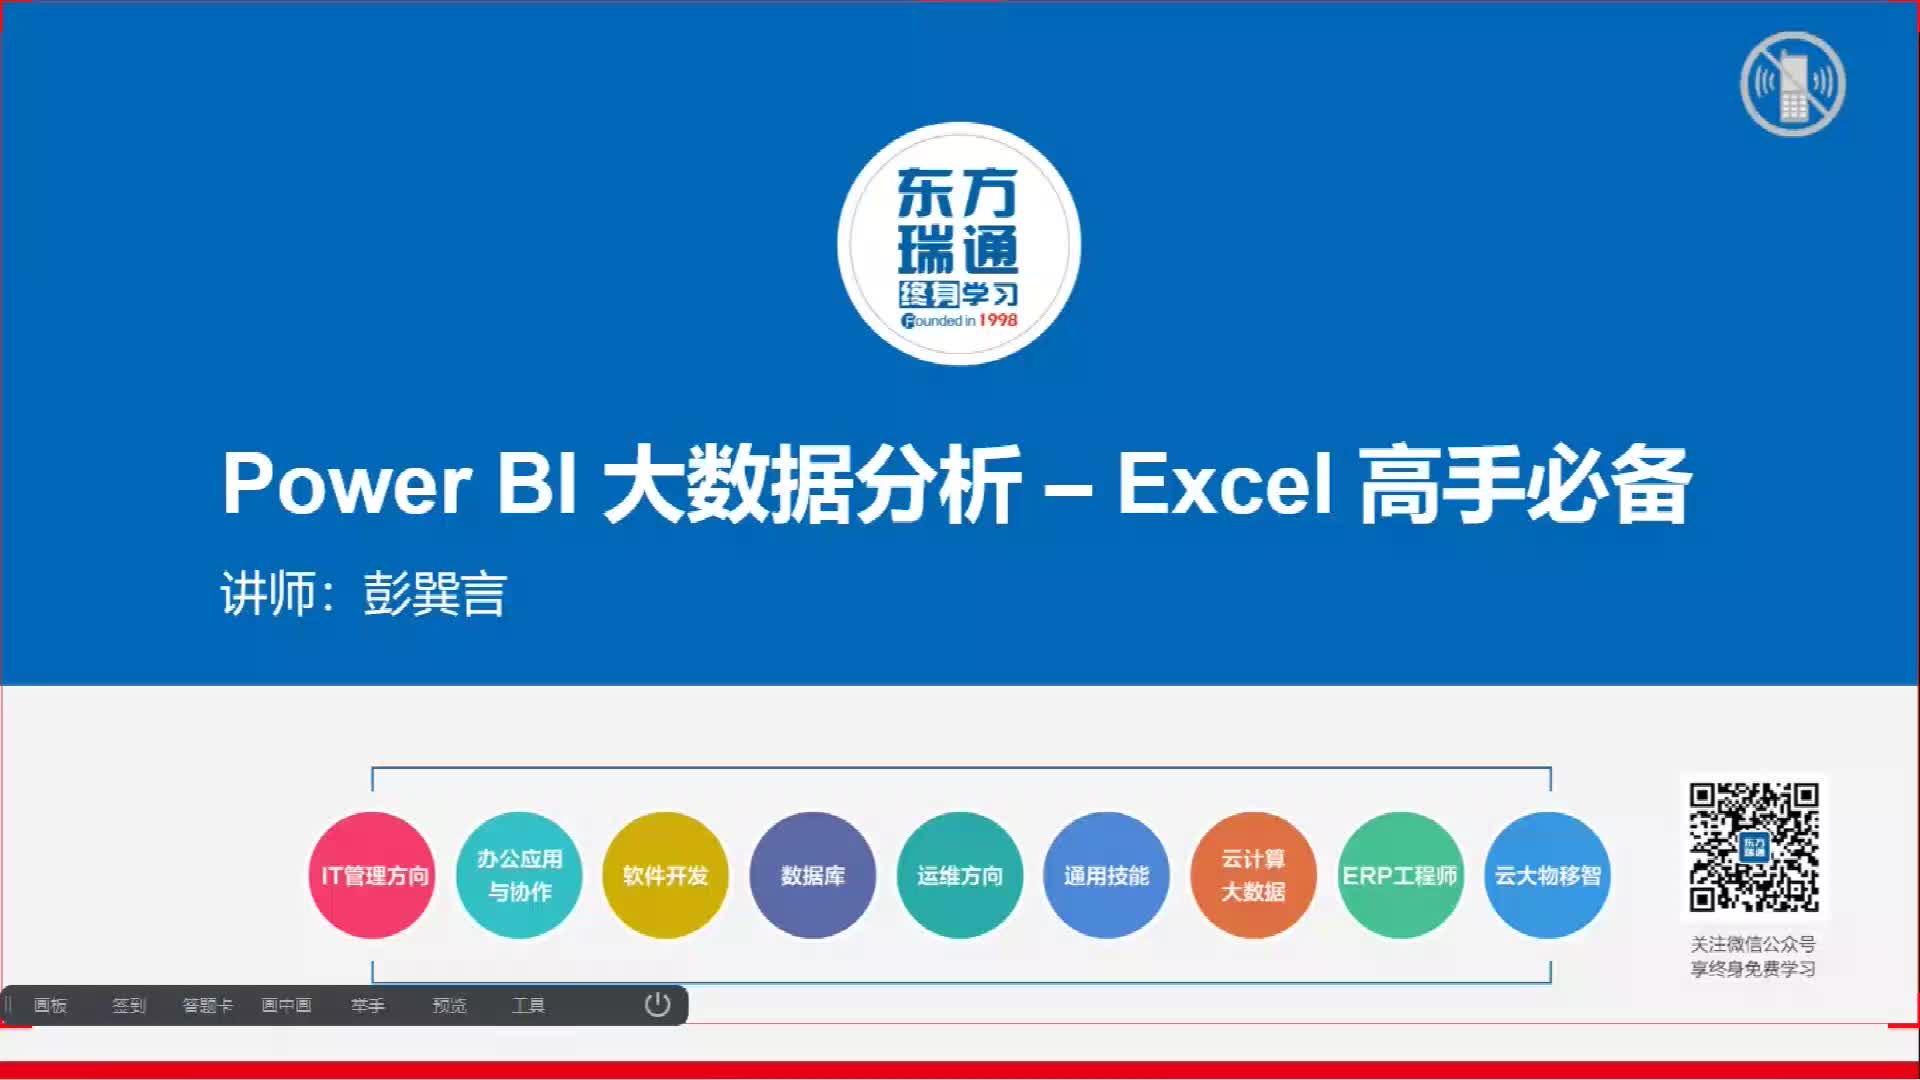 东方
瑞通
终身学习
Founded in 1998
Power BI 大数据分析 – Excel 高手必备
讲师：彭巽言
IT管理方向
办公应用
与协作
软件开发
数据库
运维方向
通用技能
云计算
大数据
ERP工程师
云大物移智
东方
瑞通
关注微信公众号
享终身免费学习
画板 签到 答题卡 画中画 举手 预览 工具